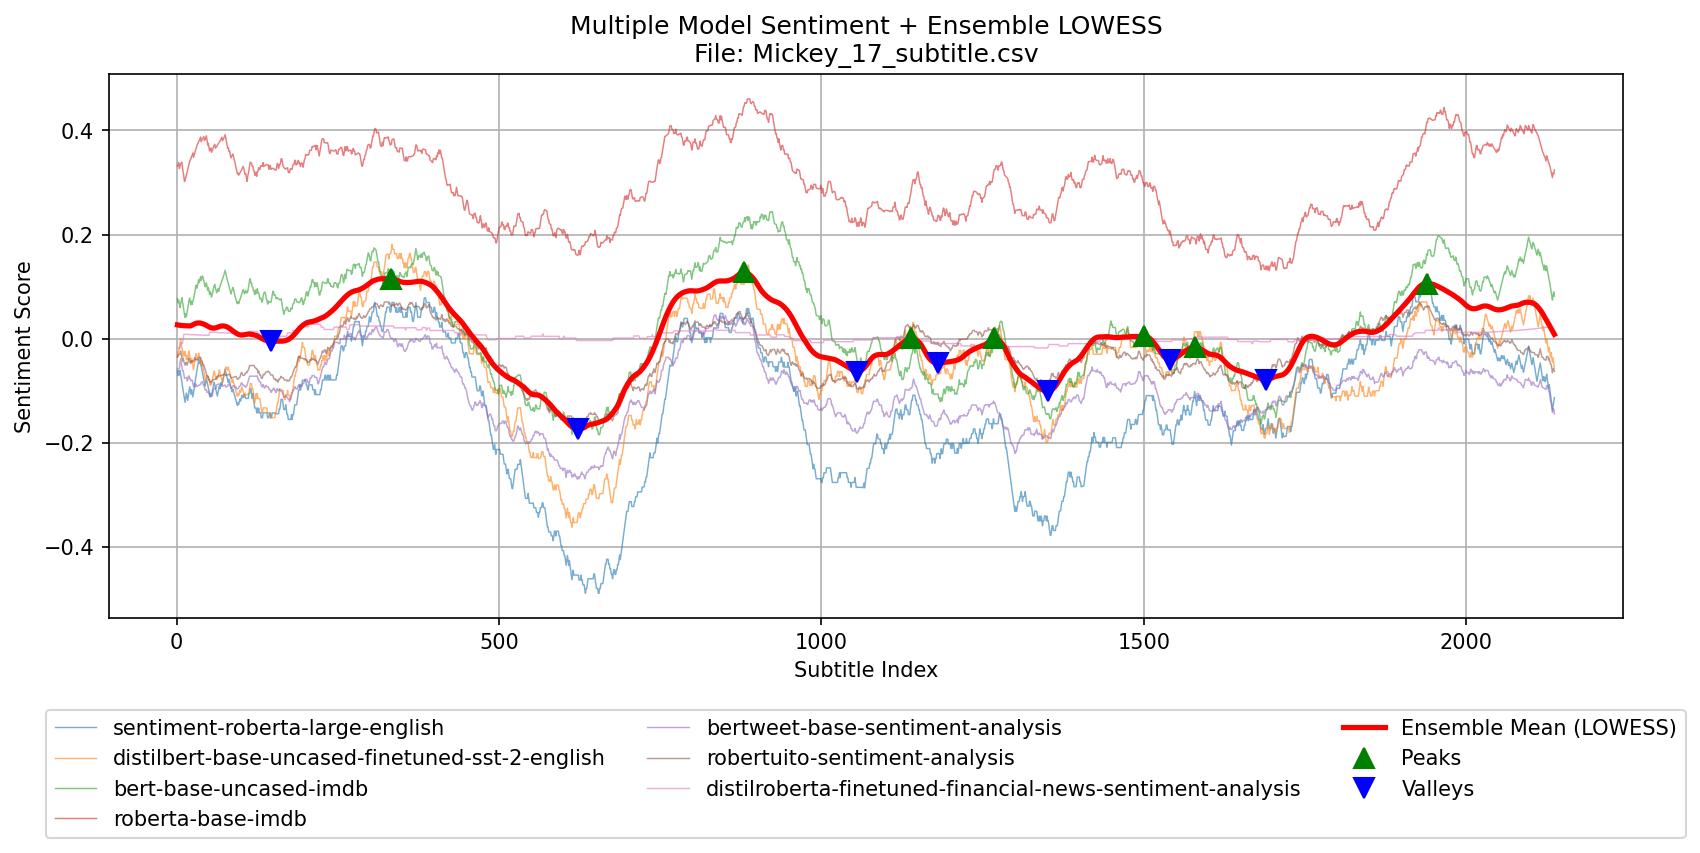 Multiple Model Sentiment + Ensemble LOWESS
File: Mickey_17_subtitle.csv
Sentiment Score
0.4
0.2
0.0
−0.2
−0.4
0
500
1000
1500
2000
Subtitle Index
sentiment-roberta-large-english
distilbert-base-uncased-finetuned-sst-2-english
bert-base-uncased-imdb
roberta-base-imdb
bertweet-base-sentiment-analysis
robertuito-sentiment-analysis
distilroberta-finetuned-financial-news-sentiment-analysis
Ensemble Mean (LOWESS)
Peaks
Valleys